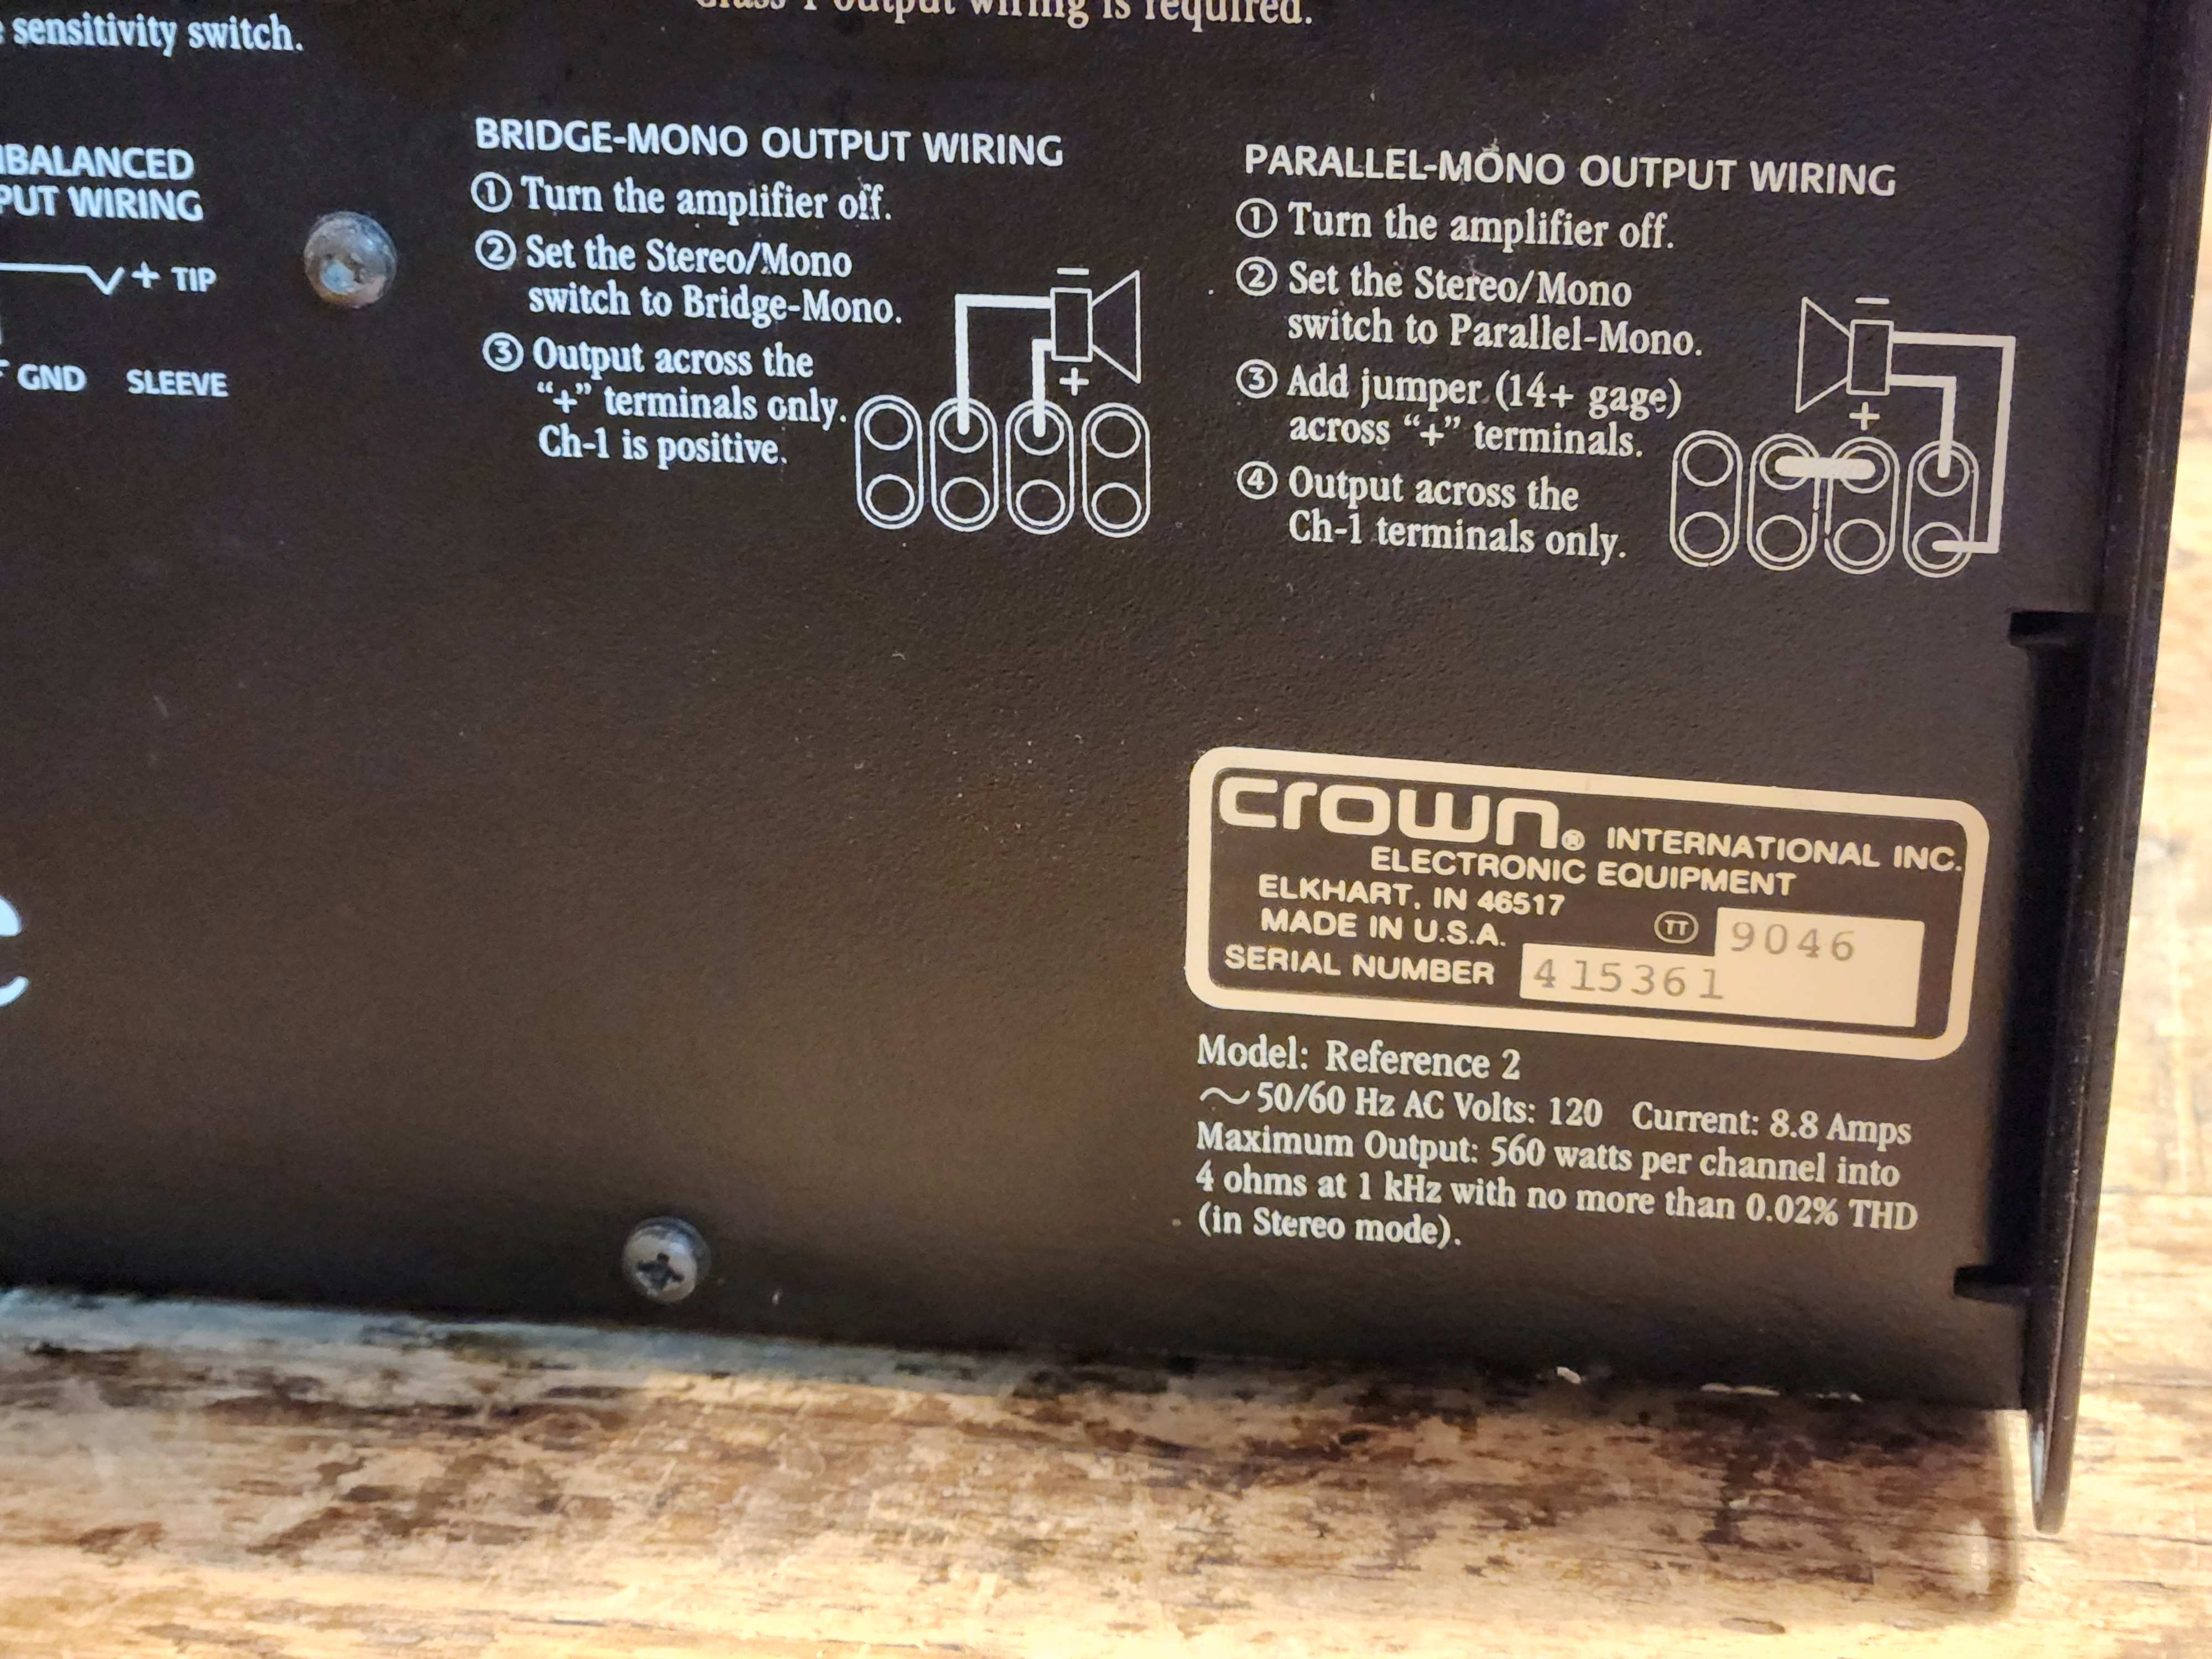 sensitivity switch.
output wiring is required.
BALANCED
WIRING
+ TIP
GND SLEEVE
BRIDGE-MONO OUTPUT WIRING
① Turn the amplifier off.
② Set the Stereo/Mono
switch to Bridge-Mono.
③ Output across the
“+” terminals only.
Ch-1 is positive.
−
+
PARALLEL-MONO OUTPUT WIRING
① Turn the amplifier off.
② Set the Stereo/Mono
switch to Parallel-Mono.
③ Add jumper (14+ gage)
across “+” terminals.
④ Output across the
Ch-1 terminals only.
−
+
crown® INTERNATIONAL INC.
ELECTRONIC EQUIPMENT
ELKHART, IN 46517
MADE IN U.S.A. TT 9046
SERIAL NUMBER 415361
Model: Reference 2
~ 50/60 Hz AC Volts: 120 Current: 8.8 Amps
Maximum Output: 560 watts per channel into
4 ohms at 1 kHz with no more than 0.02% THD
(in Stereo mode).